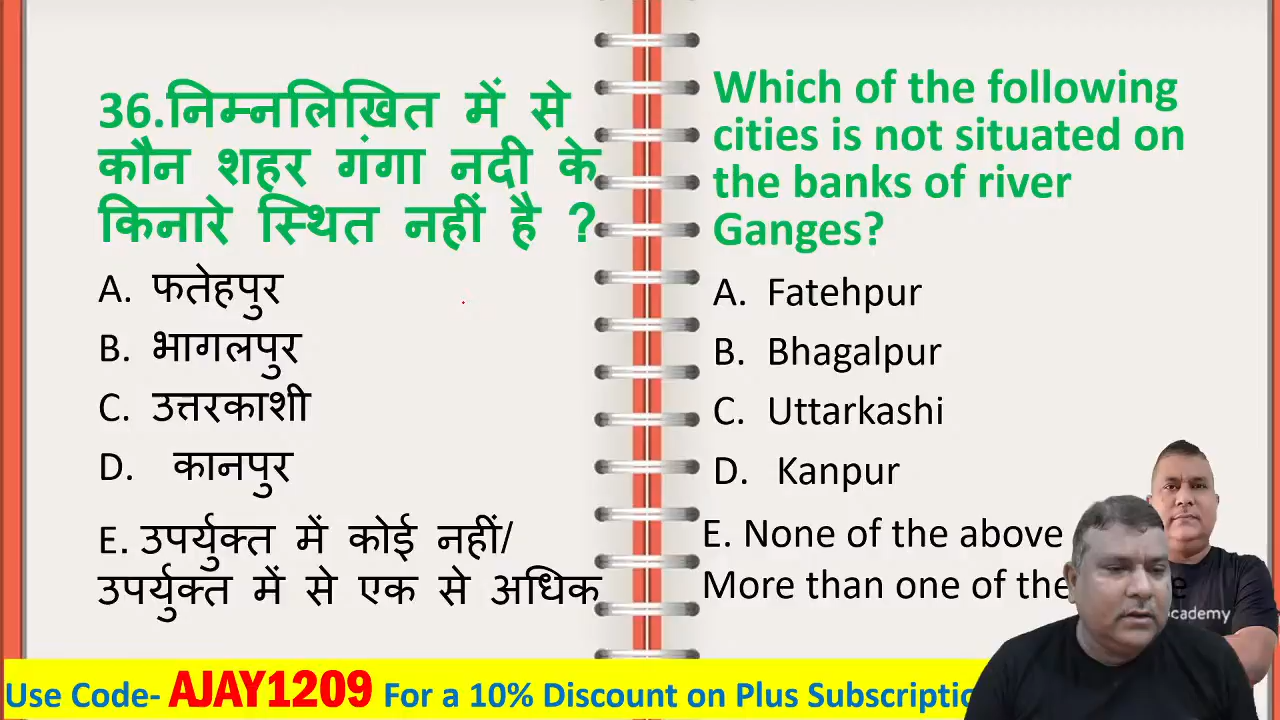 36.निम्नलिखित में से
कौन शहर गंगा नदी के
किनारे स्थित नहीं है ?
A. फतेहपुर
B. भागलपुर
C. उत्तरकाशी
D. कानपुर
E. उपर्युक्त में कोई नहीं/
उपर्युक्त में से एक से अधिक
Which of the following
cities is not situated on
the banks of river
Ganges?
A. Fatehpur
B. Bhagalpur
C. Uttarkashi
D. Kanpur
E. None of the above
More than one of the
Use Code- AJAY1209 For a 10% Discount on Plus